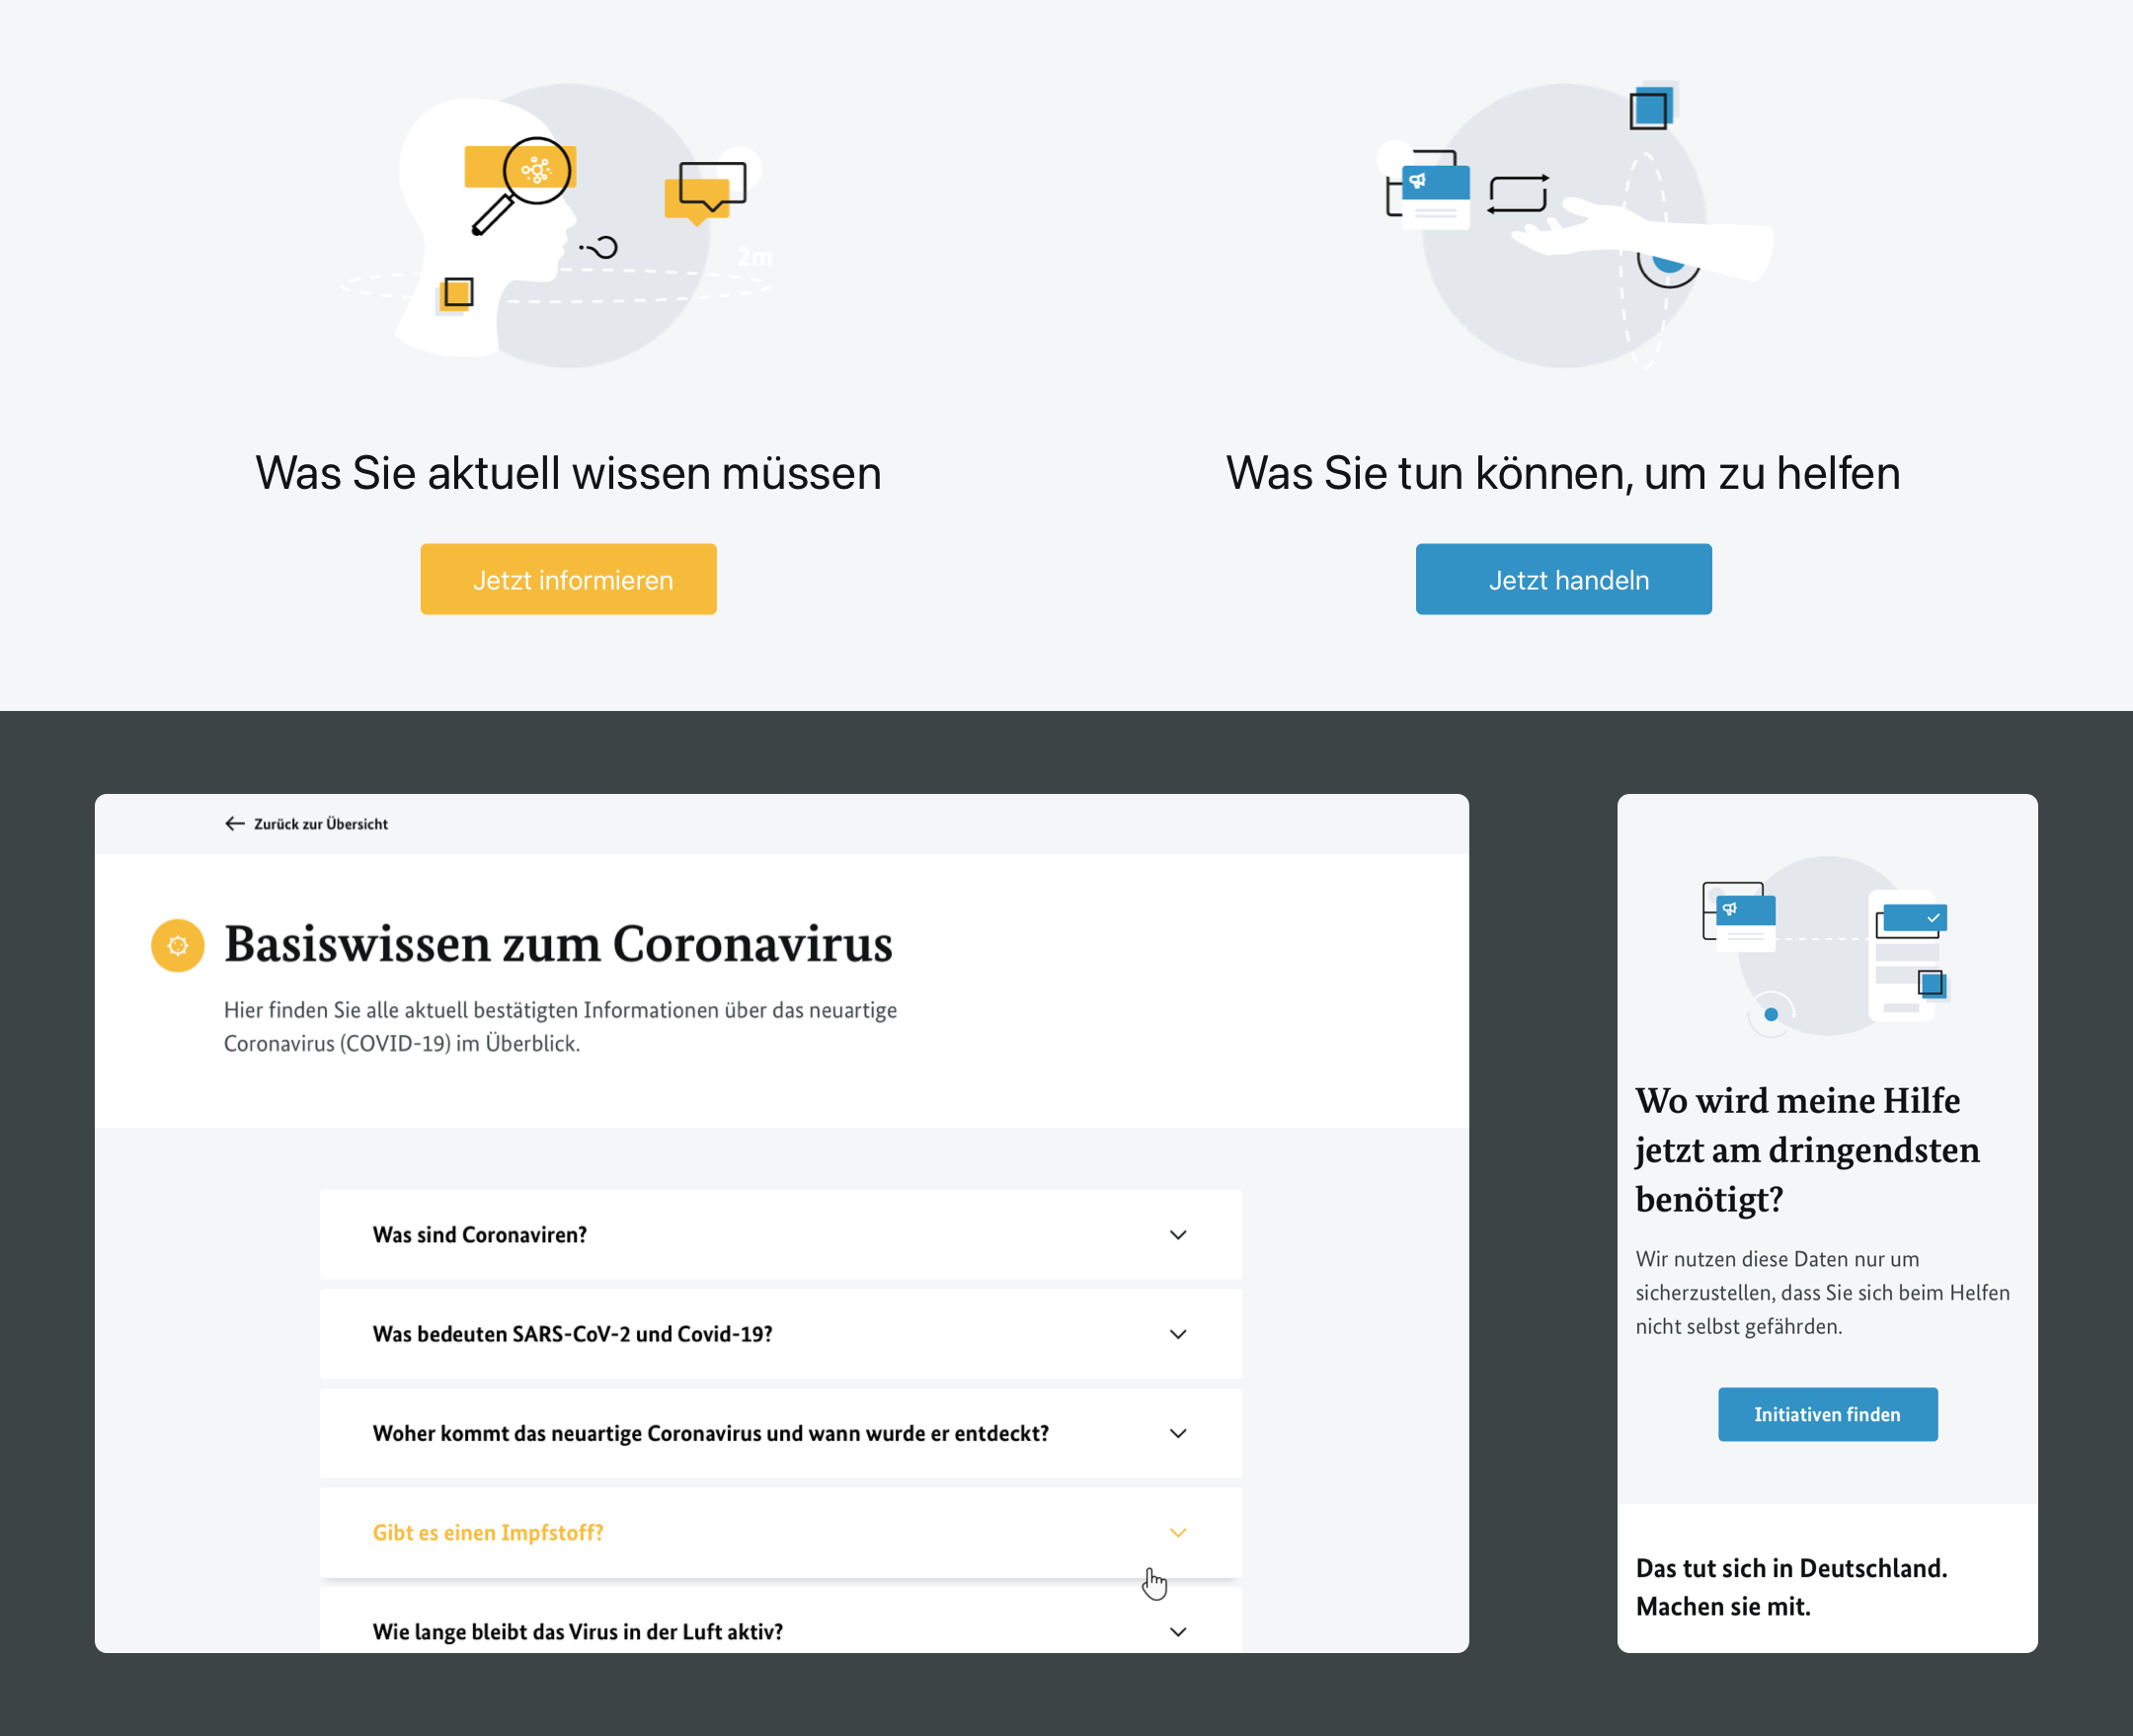 2m
Was Sie aktuell wissen müssen
Jetzt informieren
Was Sie tun können, um zu helfen
Jetzt handeln
Zurück zur Übersicht
Basiswissen zum Coronavirus
Hier finden Sie alle aktuell bestätigten Informationen über das neuartige
Coronavirus (COVID-19) im Überblick.
Was sind Coronaviren?
Was bedeuten SARS-CoV-2 und Covid-19?
Woher kommt das neuartige Coronavirus und wann wurde er entdeckt?
Gibt es einen Impfstoff?
Wie lange bleibt das Virus in der Luft aktiv?
Wo wird meine Hilfe
jetzt am dringendsten
benötigt?
Wir nutzen diese Daten nur um
sicherzustellen, dass Sie sich beim Helfen
nicht selbst gefährden.
Initiativen finden
Das tut sich in Deutschland.
Machen sie mit.